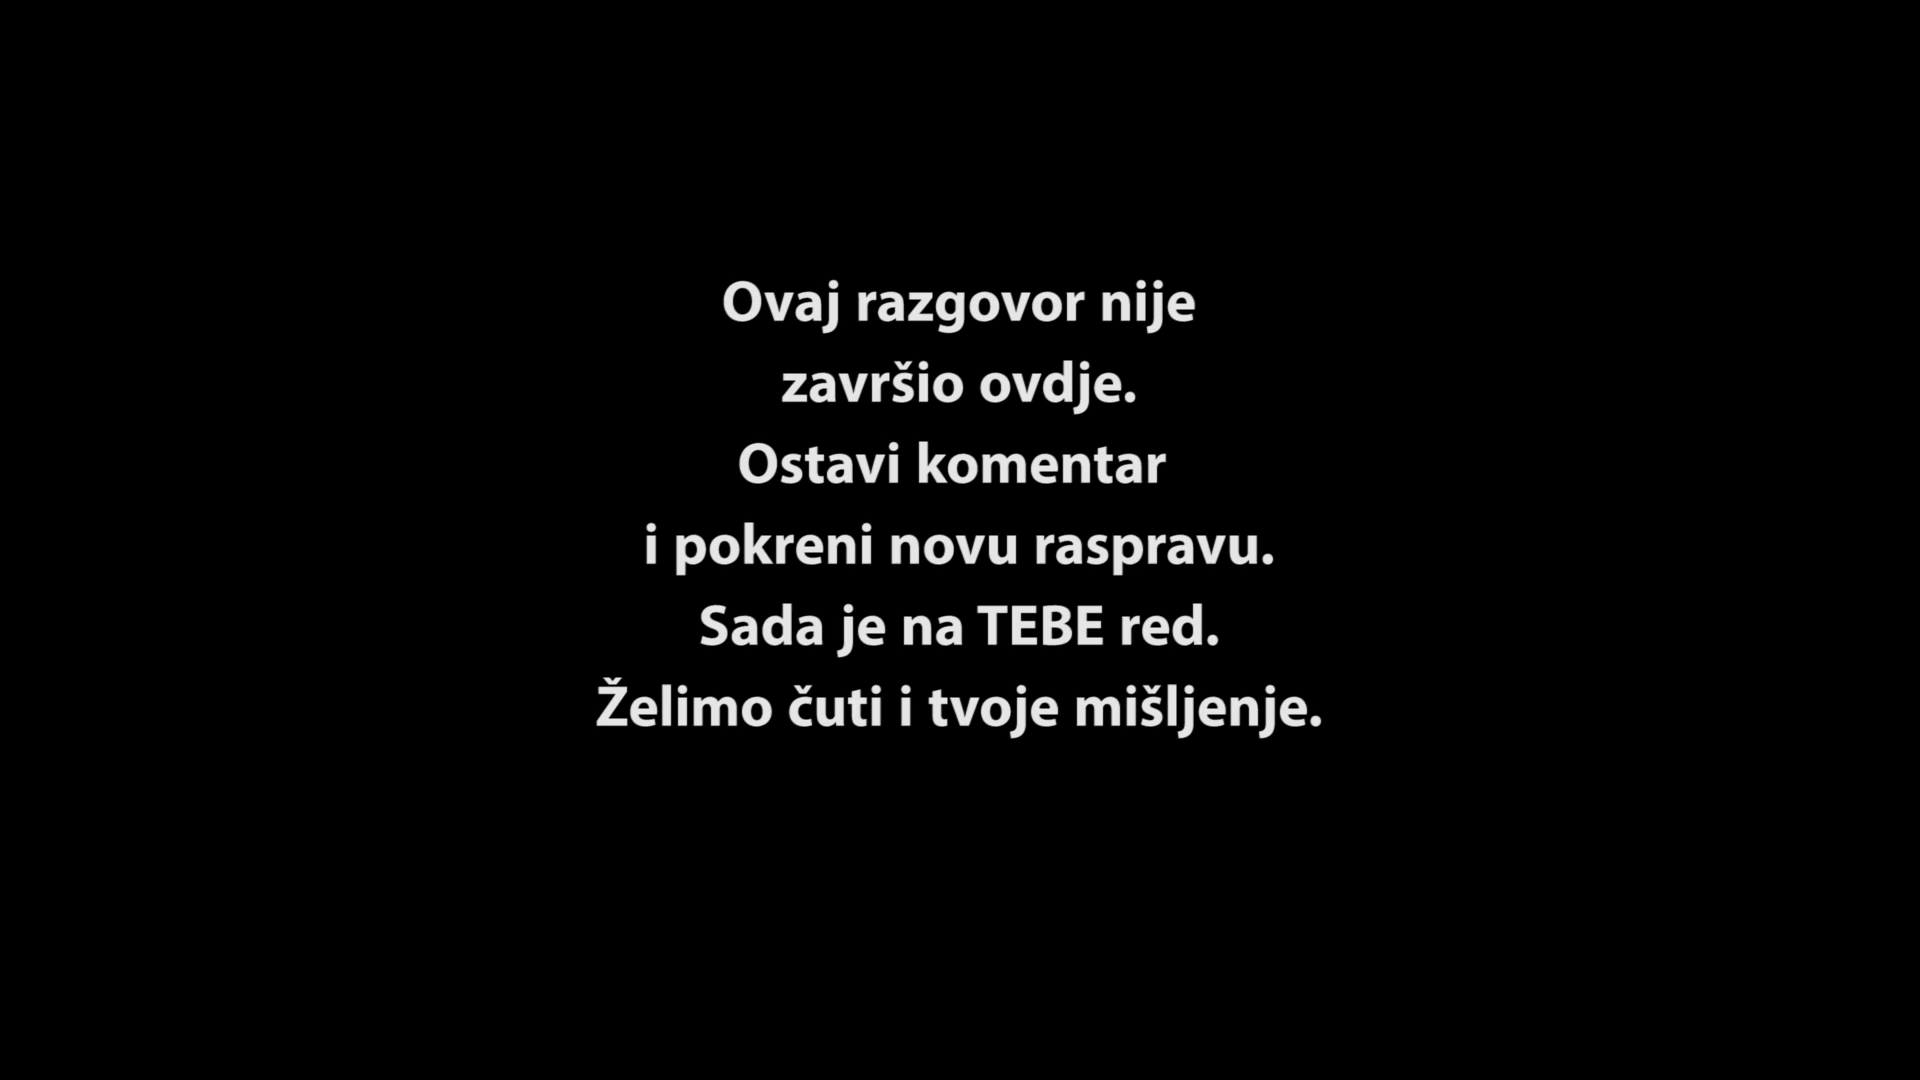 Ovaj razgovor nije
završio ovdje.
Ostavi komentar
i pokreni novu raspravu.
Sada je na TEBE red.
Želimo čuti i tvoje mišljenje.